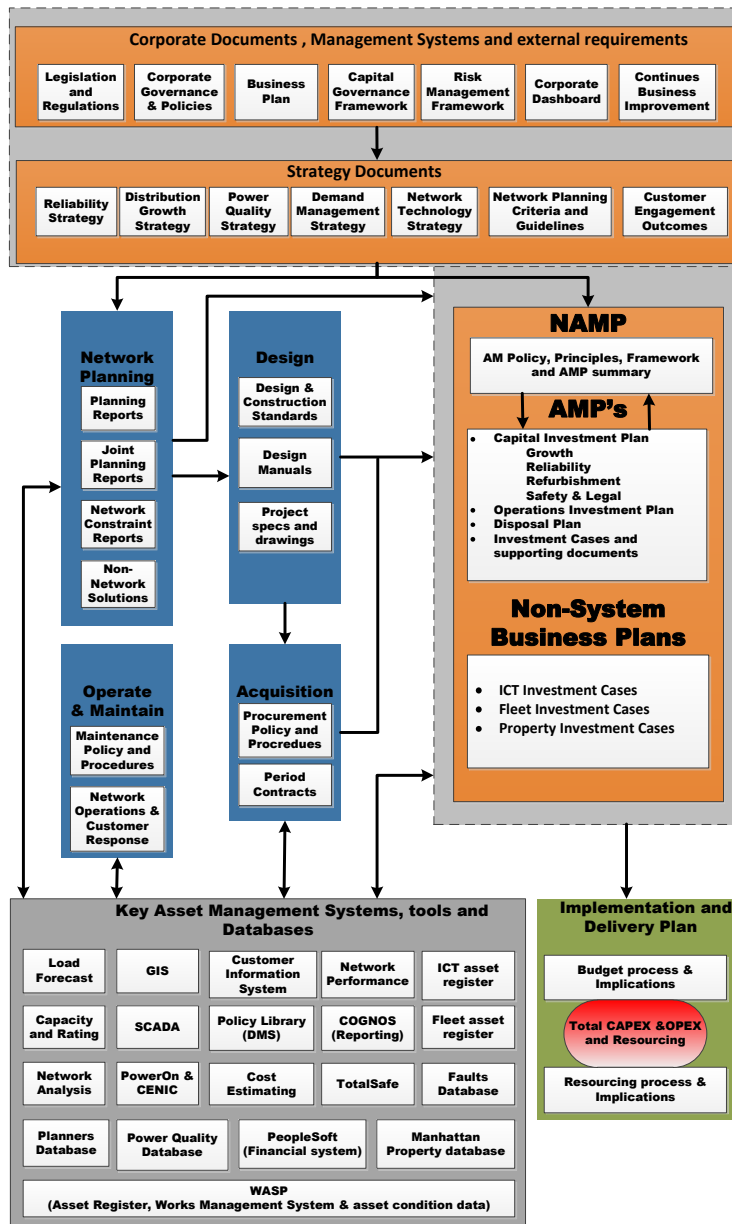 Corporate Documents , Management Systems and external requirements
Legislation
and
Regulations
Corporate
Governance
& Policies
Business
Plan
Capital
Governance
Framework
Risk
Management
Framework
Corporate
Dashboard
Continues
Business
Improvement
Strategy Documents
Reliability
Strategy
Distribution
Growth
Strategy
Power
Quality
Strategy
Demand
Management
Strategy
Network
Technology
Strategy
Network Planning
Criteria and
Guidelines
Customer
Engagement
Outcomes
Network
Planning
Planning
Reports
Joint
Planning
Reports
Network
Constraint
Reports
Non-
Network
Solutions
Design
Design &
Construction
Standards
Design
Manuals
Project
specs and
drawings
NAMP
AM Policy, Principles, Framework
and AMP summary
AMP's
• Capital Investment Plan
Growth
Reliability
Refurbishment
Safety & Legal
• Operations Investment Plan
• Disposal Plan
• Investment Cases and
supporting documents
Non-System
Business Plans
• ICT Investment Cases
• Fleet Investment Cases
• Property Investment Cases
Operate
& Maintain
Maintenance
Policy and
Procedures
Network
Operations &
Customer
Response
Acquisition
Procurement
Policy and
Procredues
Period
Contracts
Key Asset Management Systems, tools and
Databases
Load
Forecast
GIS
Customer
Information
System
Network
Performance
ICT asset
register
Capacity
and Rating
SCADA
Policy Library
(DMS)
COGNOS
(Reporting)
Fleet asset
register
Network
Analysis
PowerOn &
CENIC
Cost
Estimating
TotalSafe
Faults
Database
Planners
Database
Power Quality
Database
PeopleSoft
(Financial system)
Manhattan
Property database
WASP
(Asset Register, Works Management System & asset condition data)
Implementation and
Delivery Plan
Budget process &
Implications
Total CAPEX &OPEX
and Resourcing
Resourcing process &
Implications